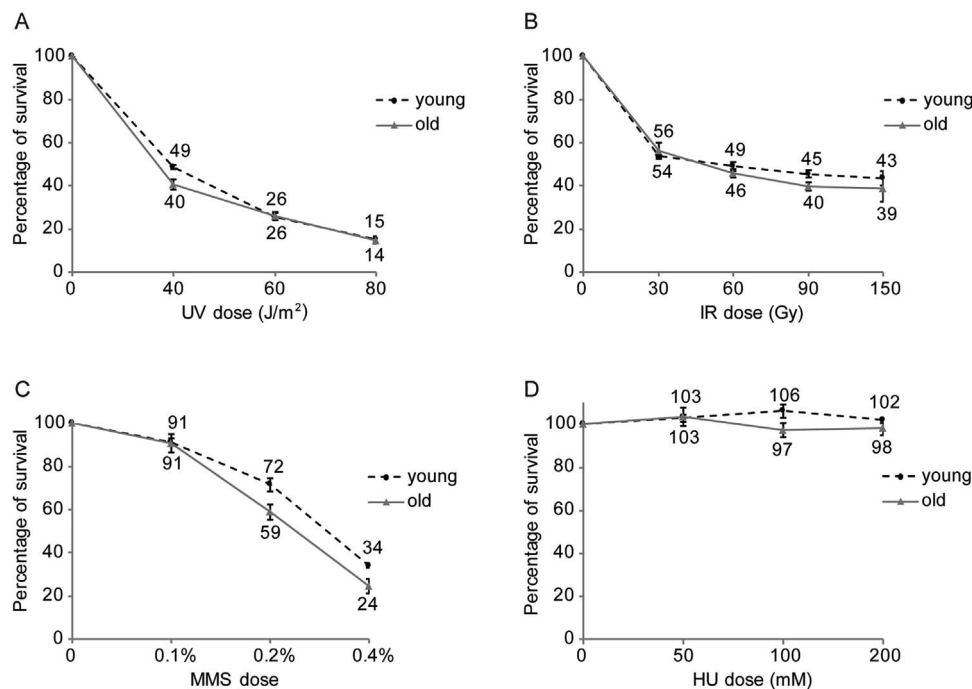 A
Percentage of survival
100
80
60
40
20
0
49
40
26
26
15
14
young
old
0 40 60 80
UV dose (J/m²)
B
Percentage of survival
100
80
60
40
20
0
56
54
49
46
45
40
43
39
young
old
0 30 60 90 150
IR dose (Gy)
C
Percentage of survival
100
80
60
40
20
0
91
91
72
59
34
24
young
old
0 0.1% 0.2% 0.4%
MMS dose
D
Percentage of survival
100
80
60
40
20
0
103
103
106
97
102
98
young
old
0 50 100 200
HU dose (mM)